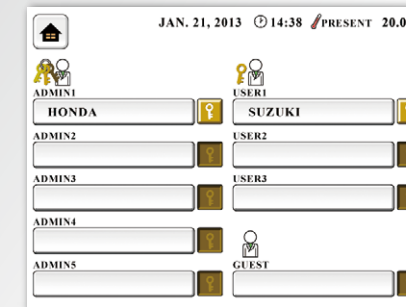 JAN. 21, 2013 14:38 PRESENT 20.0
ADMIN1
HONDA
ADMIN2
ADMIN3
ADMIN4
ADMIN5
USER1
SUZUKI
USER2
USER3
GUEST